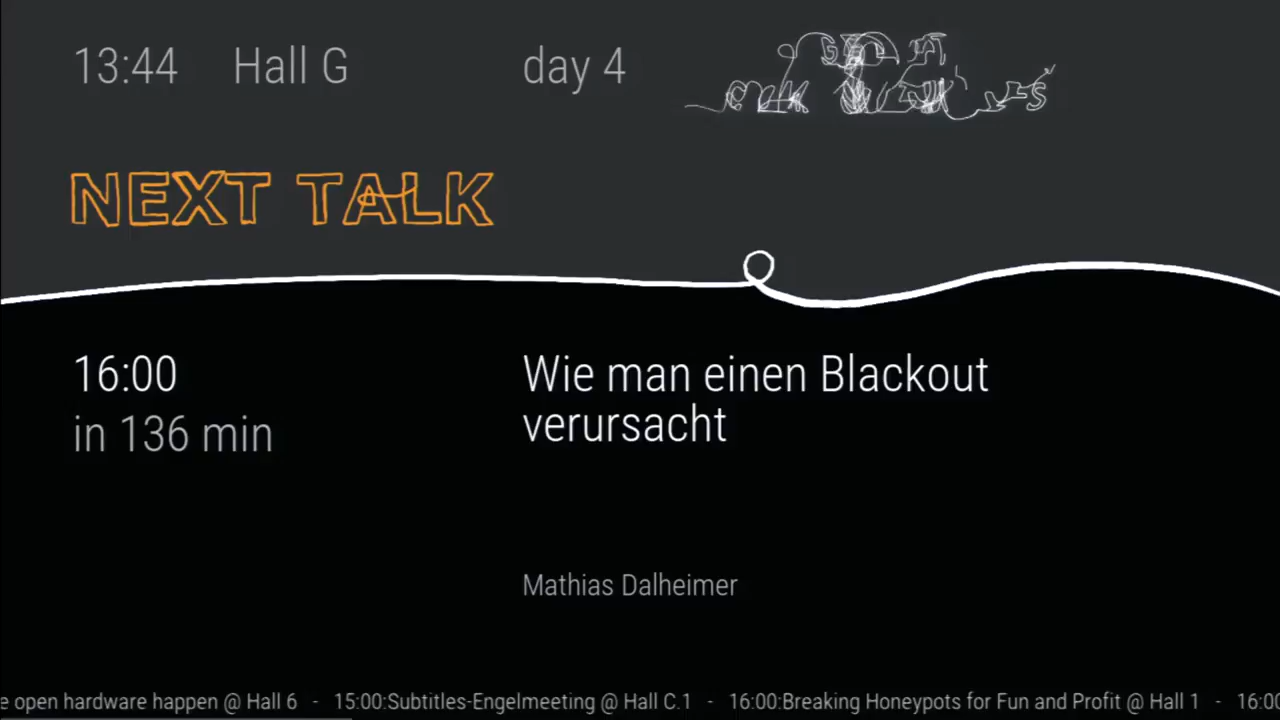 13:44 Hall G day 4
NEXT TALK
16:00 Wie man einen Blackout
in 136 min verursacht
Mathias Dalheimer
e open hardware happen @ Hall 6 - 15:00:Subtitles-Engelmeeting @ Hall C.1 - 16:00:Breaking Honeypots for Fun and Profit @ Hall 1 - 16:00